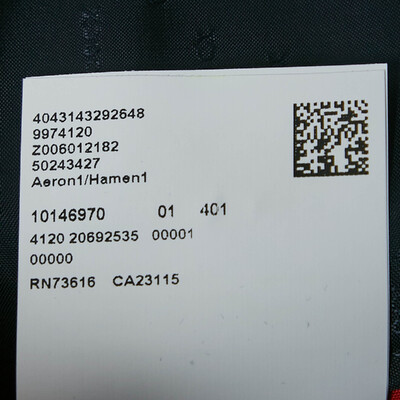 4043143292648
9974120
Z006012182
50243427
Aeron1/Hamen1
10146970 01 401
4120 20692535 00001
00000
RN73616 CA23115